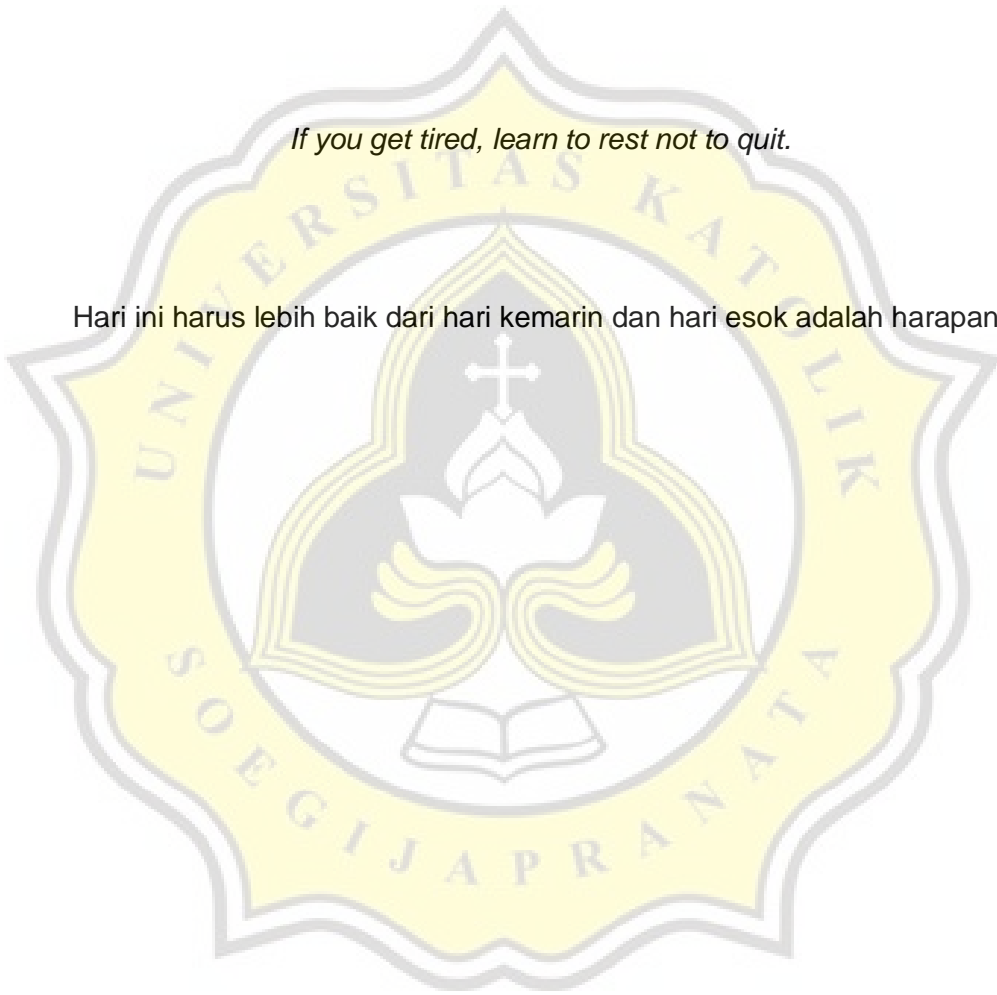 If you get tired, learn to rest not to quit.
Hari ini harus lebih baik dari hari kemarin dan hari esok adalah harapan
UNIVERSITAS KATOLIK
SOEGIJAPRANATA